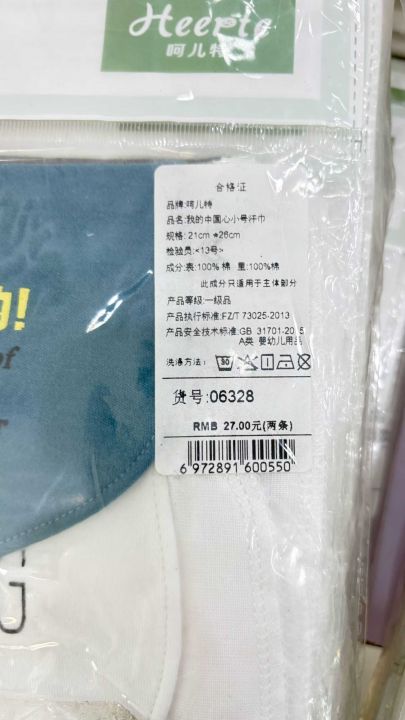 Heerte
呵儿特
合格证
品牌:呵儿特
品名:我的中国心小号汗巾
规格: 21cm *26cm
检验员:<13号>
成分:表:100% 棉 里:100%棉
此成分只适用于主体部分
产品等级:一级品
产品执行标准:FZ/T 73025-2013
产品安全技术标准:GB 31701-2015
A类 婴幼儿用品
洗涤方法:
货号:06328
RMB 27.00元(两条)
6 972891 600550
!
of